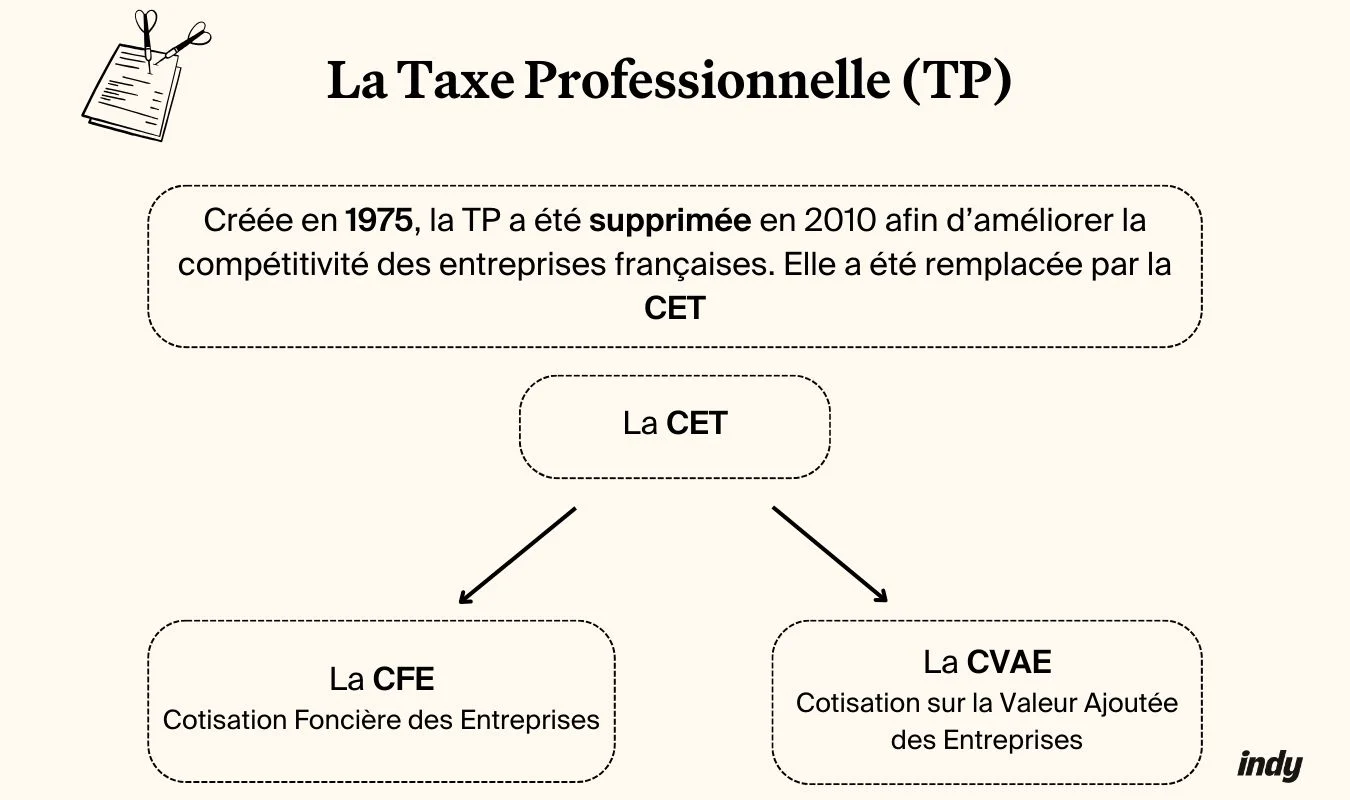 La Taxe Professionnelle (TP)
Créée en 1975, la TP a été supprimée en 2010 afin d’améliorer la
compétitivité des entreprises françaises. Elle a été remplacée par la
CET
La CET
La CFE
Cotisation Foncière des Entreprises
La CVAE
Cotisation sur la Valeur Ajoutée
des Entreprises
indy